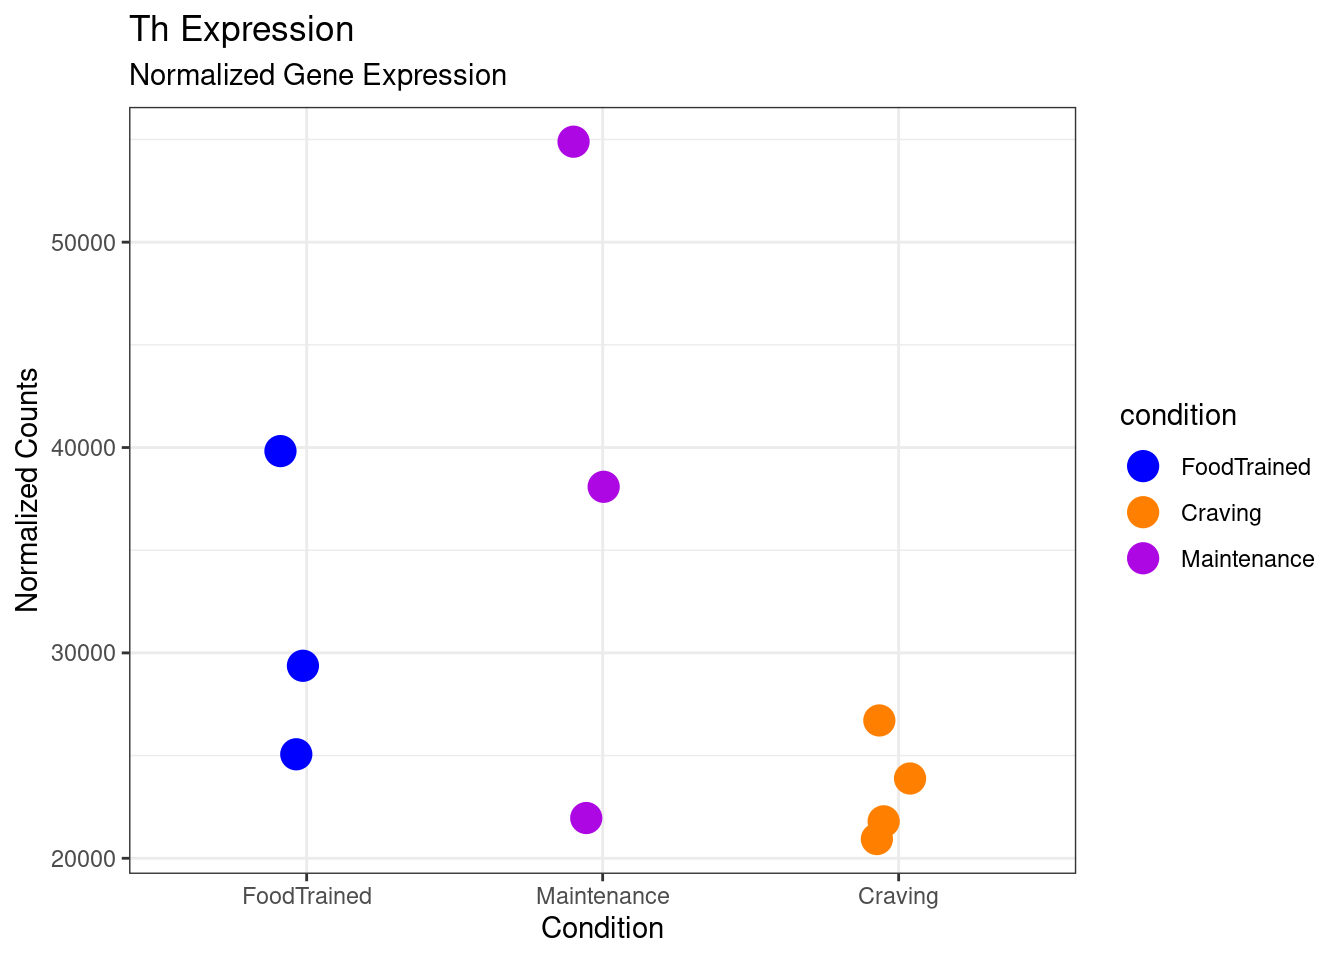 Th Expression
Normalized Gene Expression
Normalized Counts
50000
40000
30000
20000
FoodTrained
Maintenance
Craving
Condition
condition
FoodTrained
Craving
Maintenance